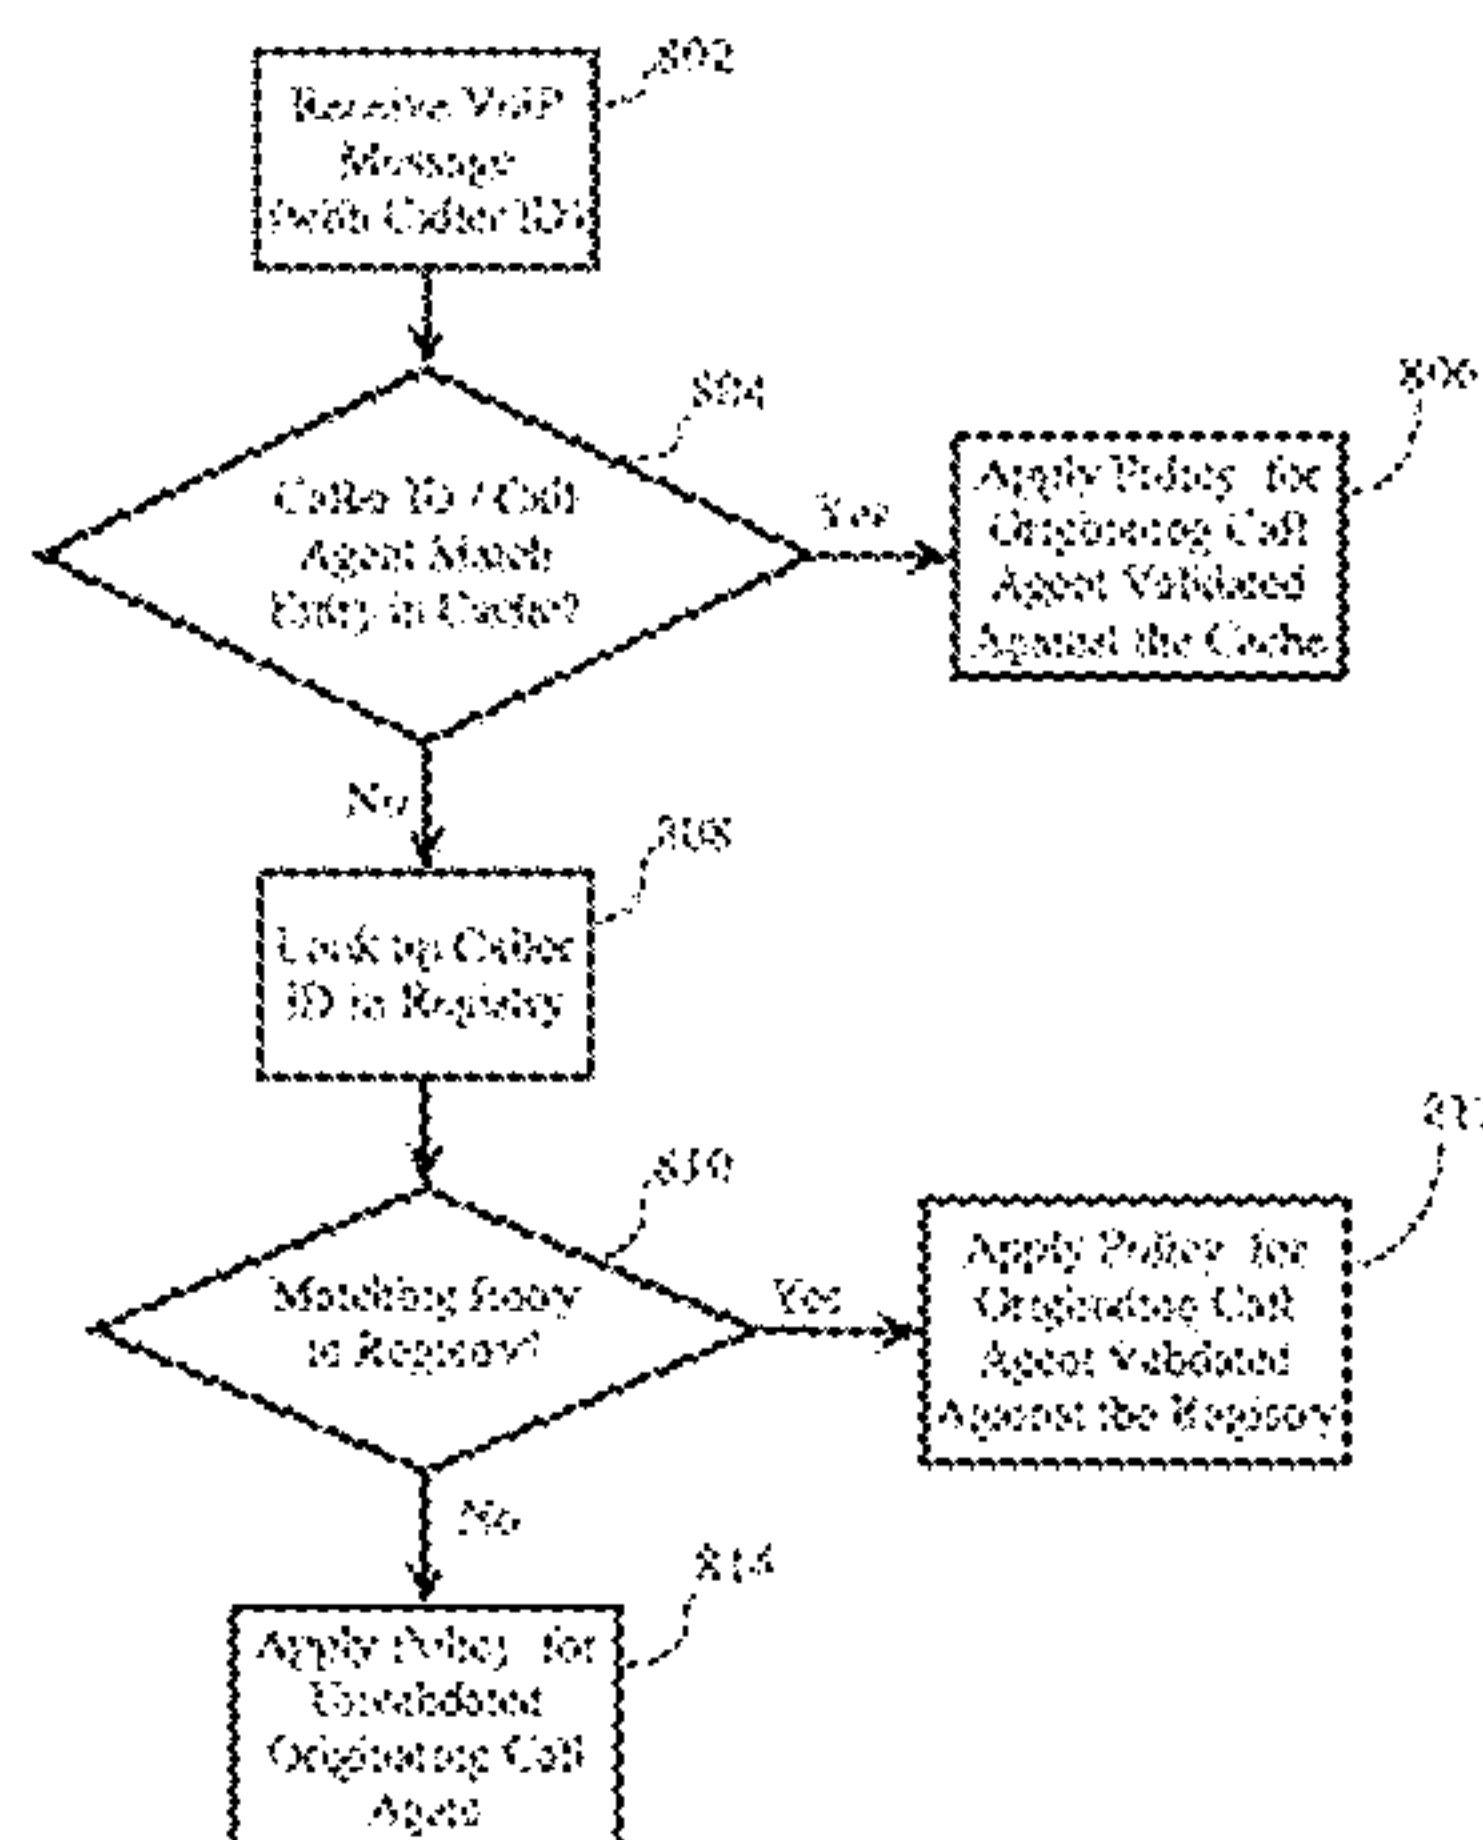 802
Receive VoIP
Message
(with Caller ID)
804
Caller ID / Call
Agent Match
Entry in Cache?
Yes
806
Apply Policy for
Originating Call
Agent Validated
Against the Cache
No
808
Look up Caller
ID in Registry
810
Matching Entry
in Registry?
Yes
81
Apply Policy for
Originating Call
Agent Validated
Against the Registry
No
814
Apply Policy for
Unvalidated
Originating Call
Agent